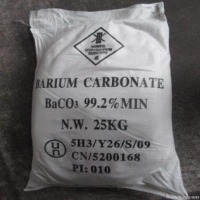 BARIUM CARBONATE
BaCO3 99.2%MIN
N.W. 25KG
5H3/Y26/S/09
CN/5200168
PI: 010